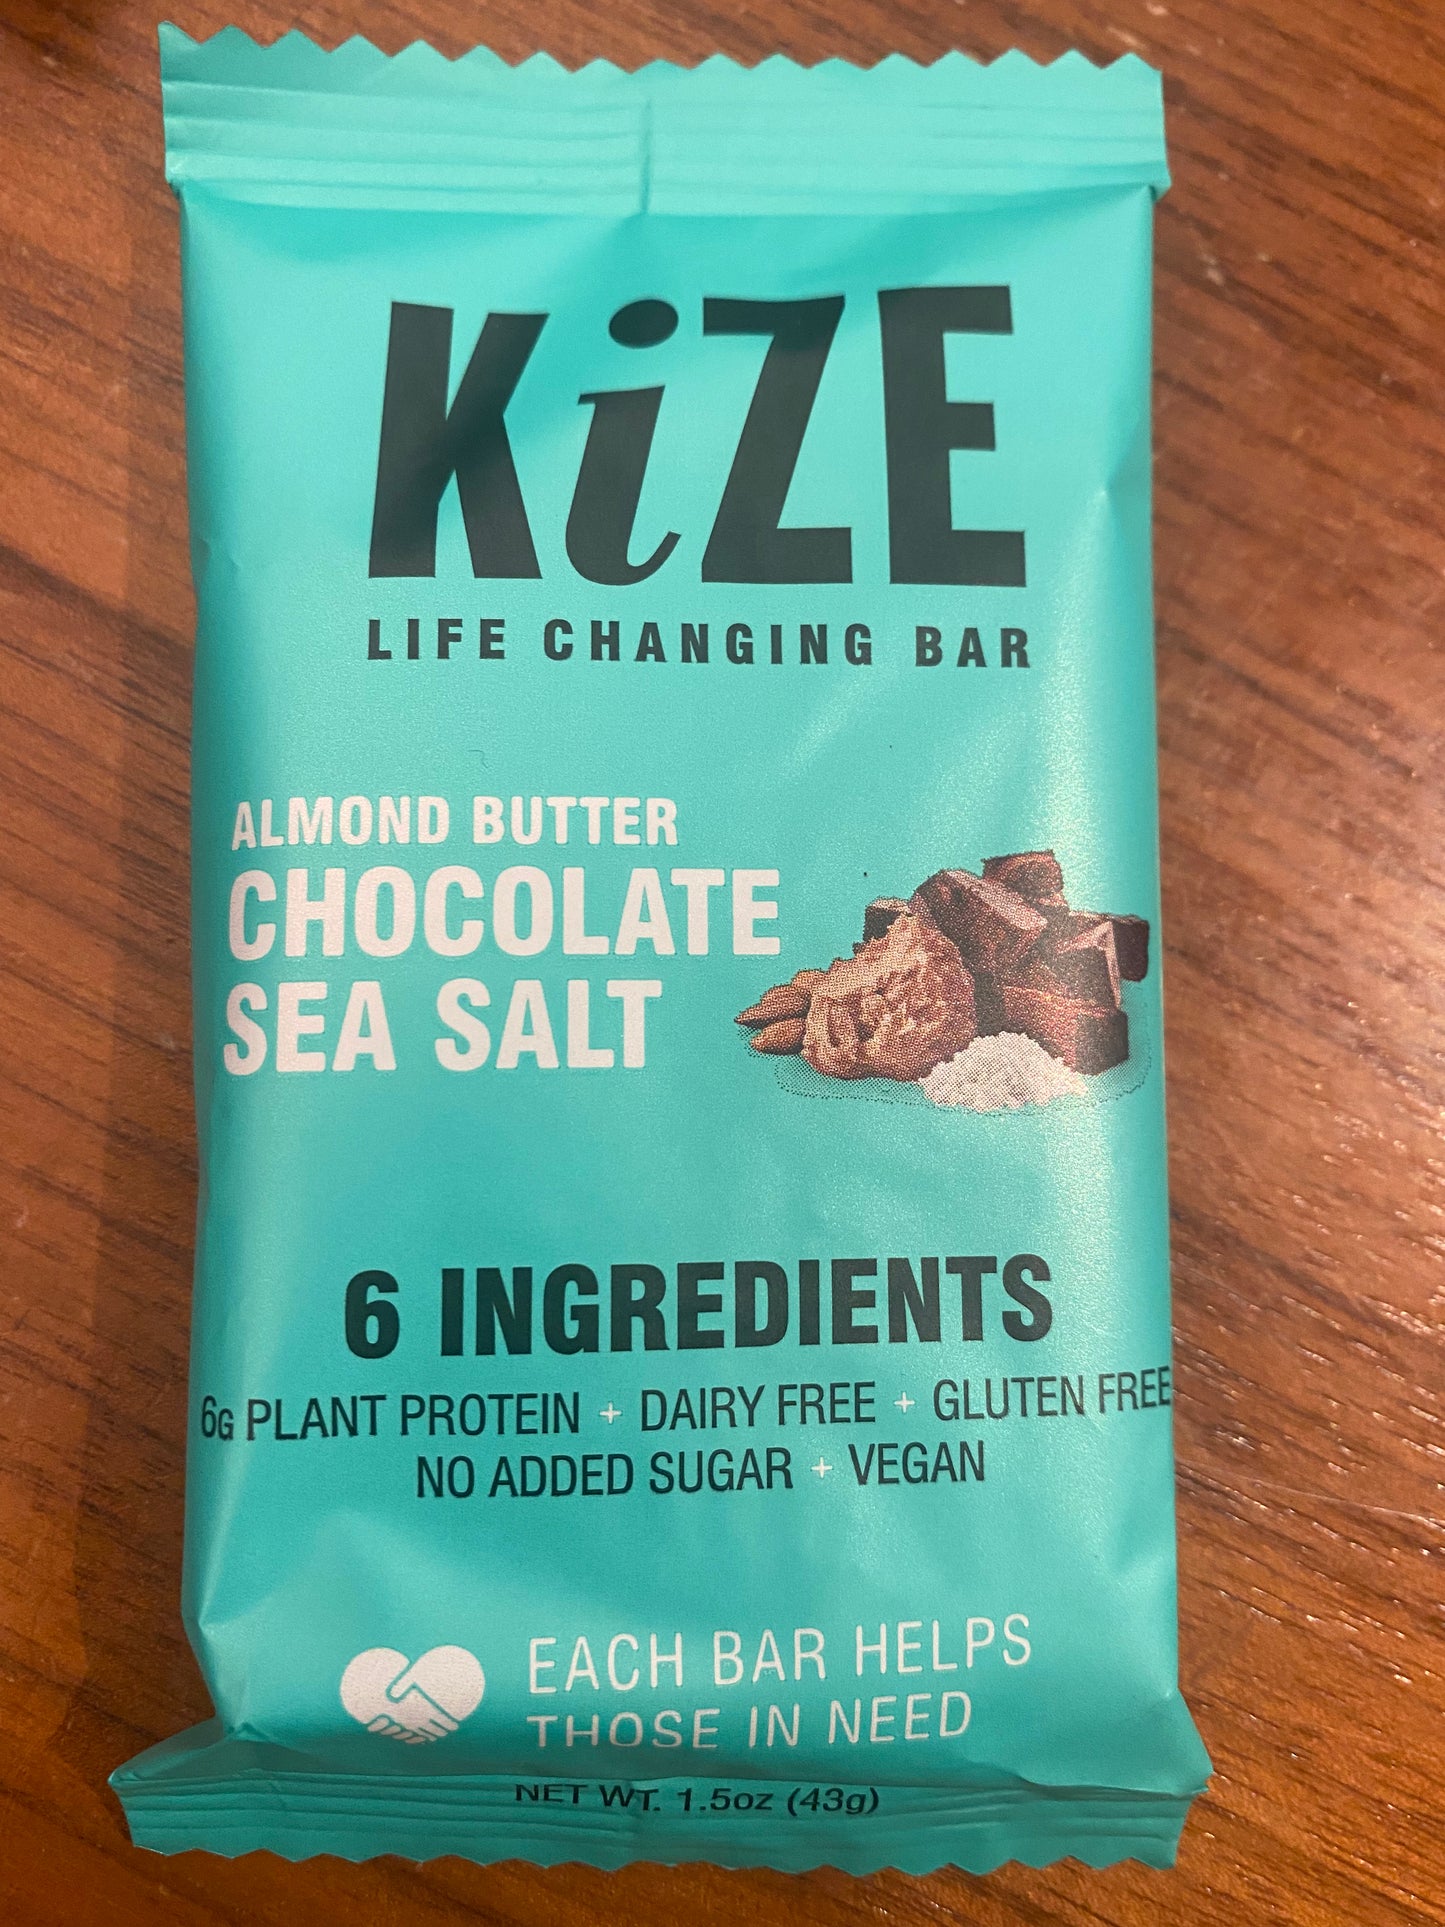 KiZE
LIFE CHANGING BAR
ALMOND BUTTER
CHOCOLATE
SEA SALT
6 INGREDIENTS
6G PLANT PROTEIN + DAIRY FREE + GLUTEN FREE
NO ADDED SUGAR + VEGAN
EACH BAR HELPS
THOSE IN NEED
NET WT. 1.5oz (43g)